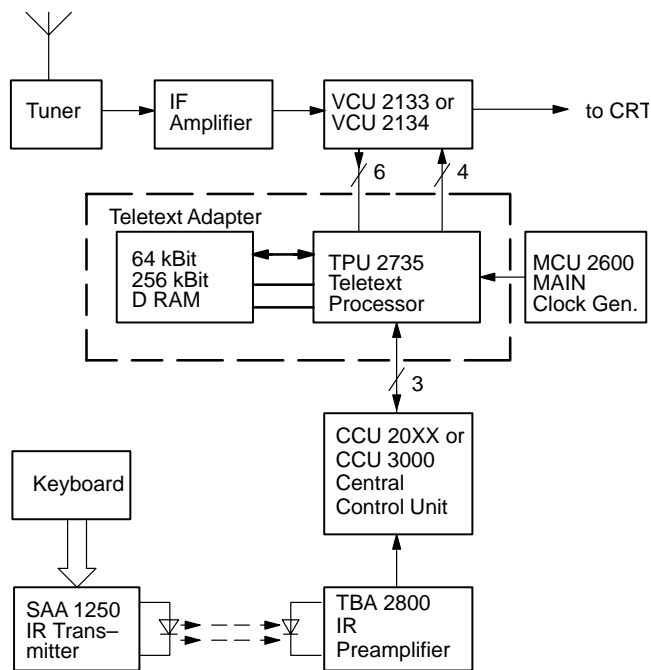 Tuner
IF
Amplifier
VCU 2133 or
VCU 2134
to CRT
6
4
Teletext Adapter
64 kBit
256 kBit
D RAM
TPU 2735
Teletext
Processor
MCU 2600
MAIN
Clock Gen.
3
CCU 20XX or
CCU 3000
Central
Control Unit
Keyboard
SAA 1250
IR Trans–
mitter
TBA 2800
IR
Preamplifier